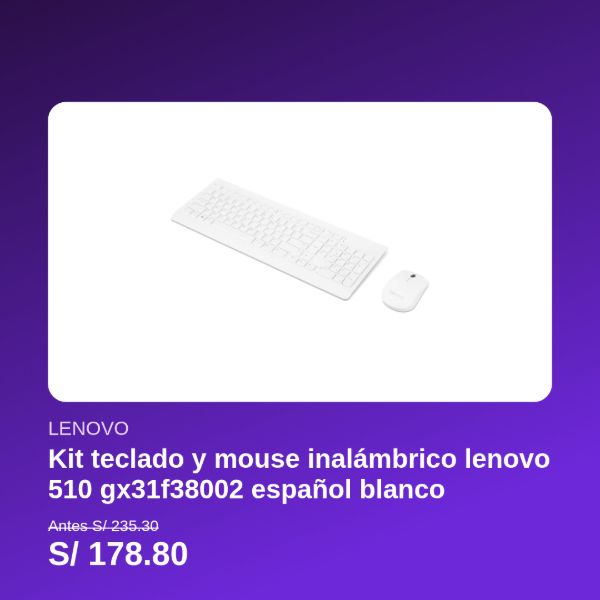 LENOVO
Kit teclado y mouse inalámbrico lenovo
510 gx31f38002 español blanco
Antes S/ 235.30
S/ 178.80